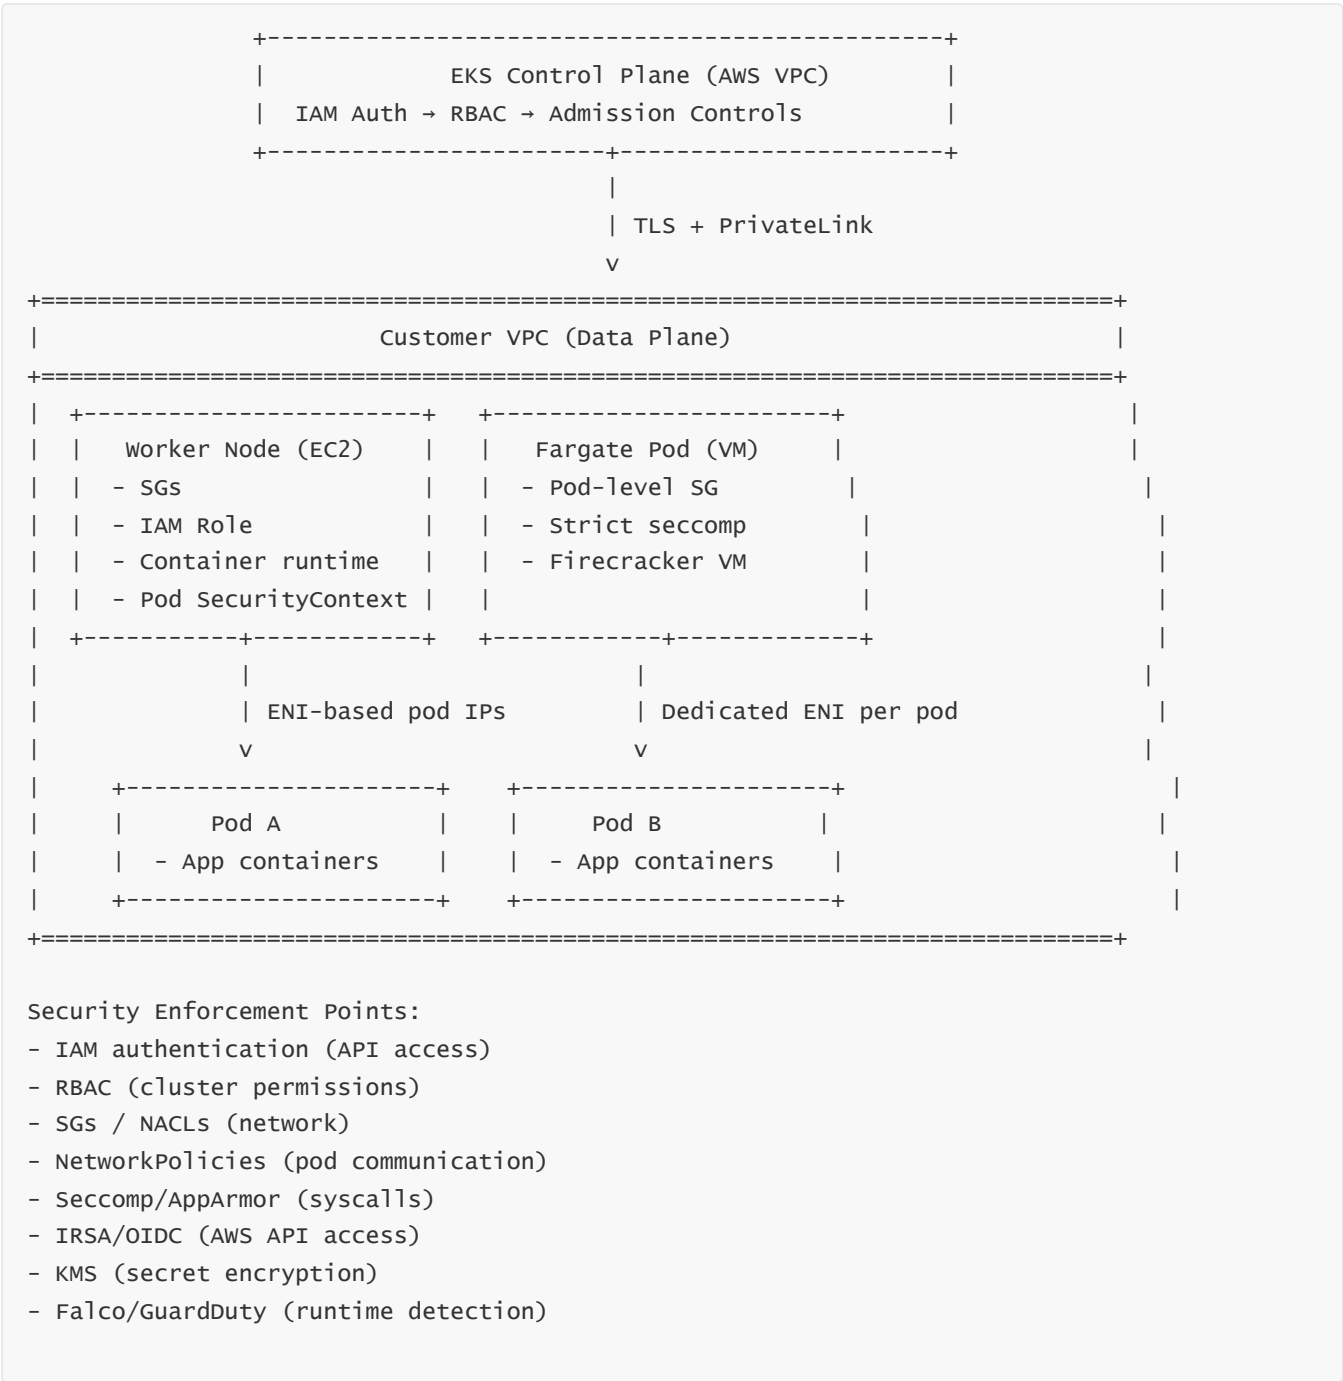 +------------------------------------------------+
| EKS Control Plane (AWS VPC) |
| IAM Auth → RBAC → Admission Controls |
+------------------------+-----------------------+
|
| TLS + PrivateLink
v
+============================================================================+
| Customer VPC (Data Plane) |
+============================================================================+
| +------------------------+ +------------------------+ |
| | Worker Node (EC2) | | Fargate Pod (VM) | |
| | - SGs | | - Pod-level SG | |
| | - IAM Role | | - Strict seccomp | |
| | - Container runtime | | - Firecracker VM | |
| | - Pod SecurityContext | | | |
| +-----------+------------+ +------------+-------------+ |
| | | |
| | ENI-based pod IPs | Dedicated ENI per pod |
| v v |
| +----------------------+ +----------------------+ |
| | Pod A | | Pod B | |
| | - App containers | | - App containers | |
| +----------------------+ +----------------------+ |
+============================================================================+
Security Enforcement Points:
- IAM authentication (API access)
- RBAC (cluster permissions)
- SGs / NACLs (network)
- NetworkPolicies (pod communication)
- Seccomp/AppArmor (syscalls)
- IRSA/OIDC (AWS API access)
- KMS (secret encryption)
- Falco/GuardDuty (runtime detection)